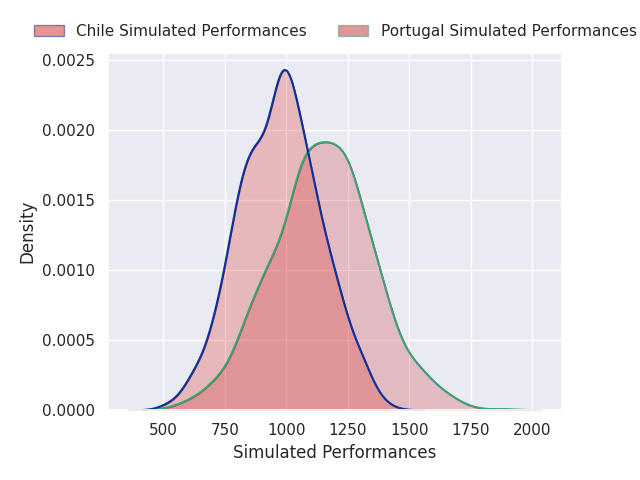 Chile Simulated Performances Portugal Simulated Performances
0.0025
0.0020
0.0015
0.0010
0.0005
0.0000
Density
500 750 1000 1250 1500 1750 2000
Simulated Performances